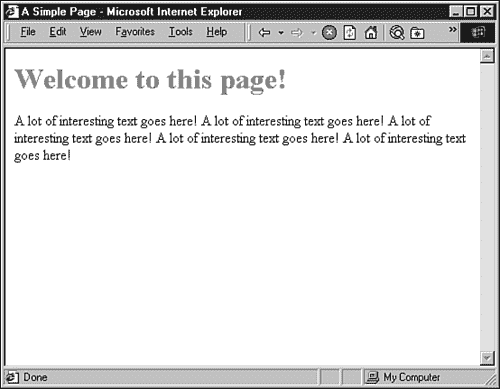 A Simple Page - Microsoft Internet Explorer
File Edit View Favorites Tools Help »
Welcome to this page!
A lot of interesting text goes here! A lot of interesting text goes here! A lot of
interesting text goes here! A lot of interesting text goes here! A lot of interesting text
goes here!
Done My Computer